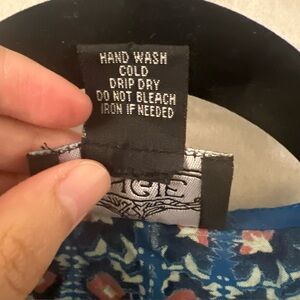 HAND WASH
COLD
DRIP DRY
DO NOT BLEACH
IRON IF NEEDED